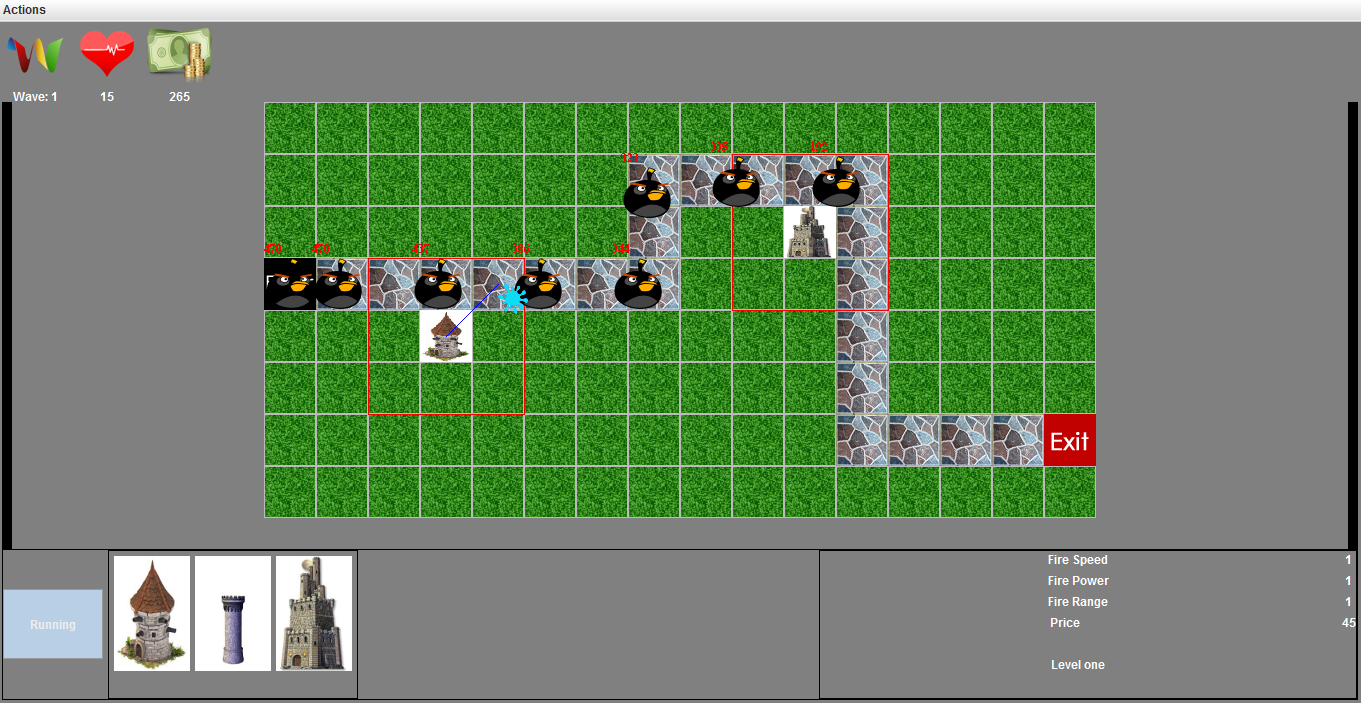 Actions
Wave: 1
15
265
Exit
Running
Fire Speed 1
Fire Power 1
Fire Range 1
Price 45
Level one